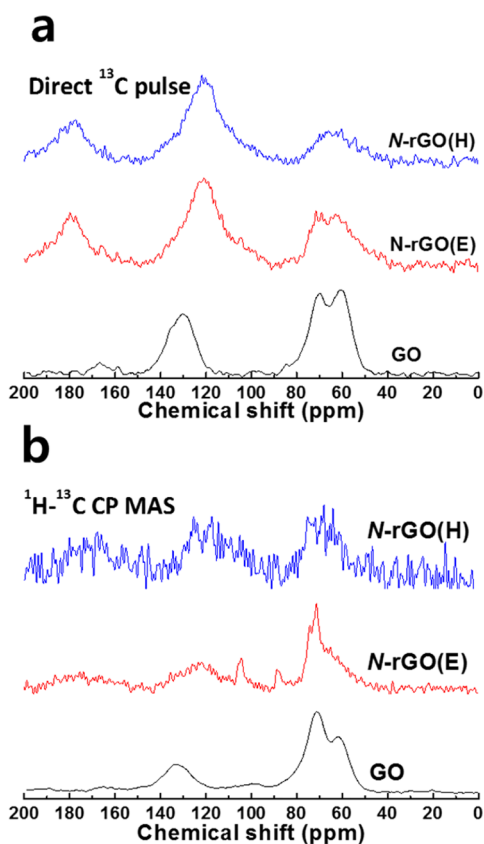 a
Direct ¹³C pulse
N-rGO(H)
N-rGO(E)
GO
200 180 160 140 120 100 80 60 40 20 0
Chemical shift (ppm)
b
¹H-¹³C CP MAS
N-rGO(H)
N-rGO(E)
GO
200 180 160 140 120 100 80 60 40 20 0
Chemical shift (ppm)